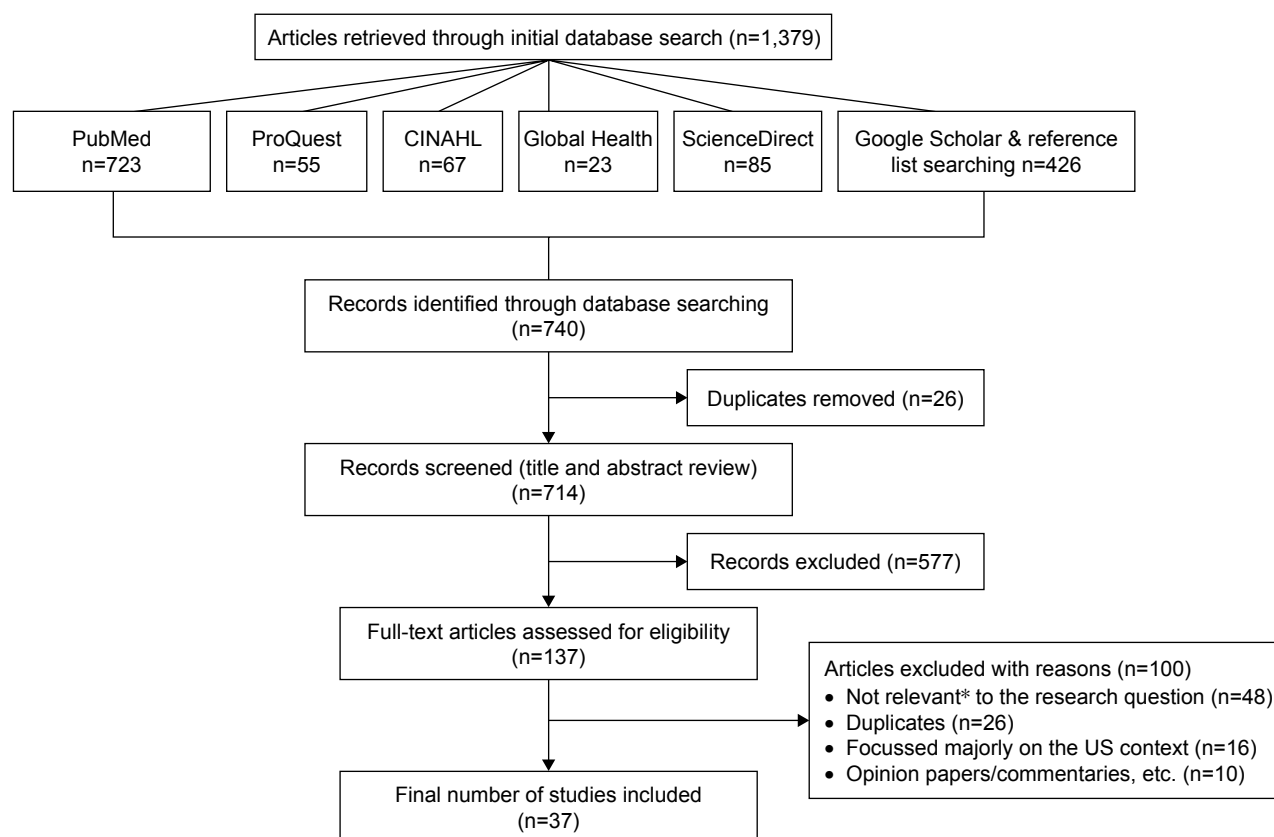 Articles retrieved through initial database search (n=1,379)
PubMed
n=723
ProQuest
n=55
CINAHL
n=67
Global Health
n=23
ScienceDirect
n=85
Google Scholar & reference
list searching n=426
Records identified through database searching
(n=740)
Duplicates removed (n=26)
Records screened (title and abstract review)
(n=714)
Records excluded (n=577)
Full-text articles assessed for eligibility
(n=137)
Articles excluded with reasons (n=100)
• Not relevant* to the research question (n=48)
• Duplicates (n=26)
• Focussed majorly on the US context (n=16)
• Opinion papers/commentaries, etc. (n=10)
Final number of studies included
(n=37)